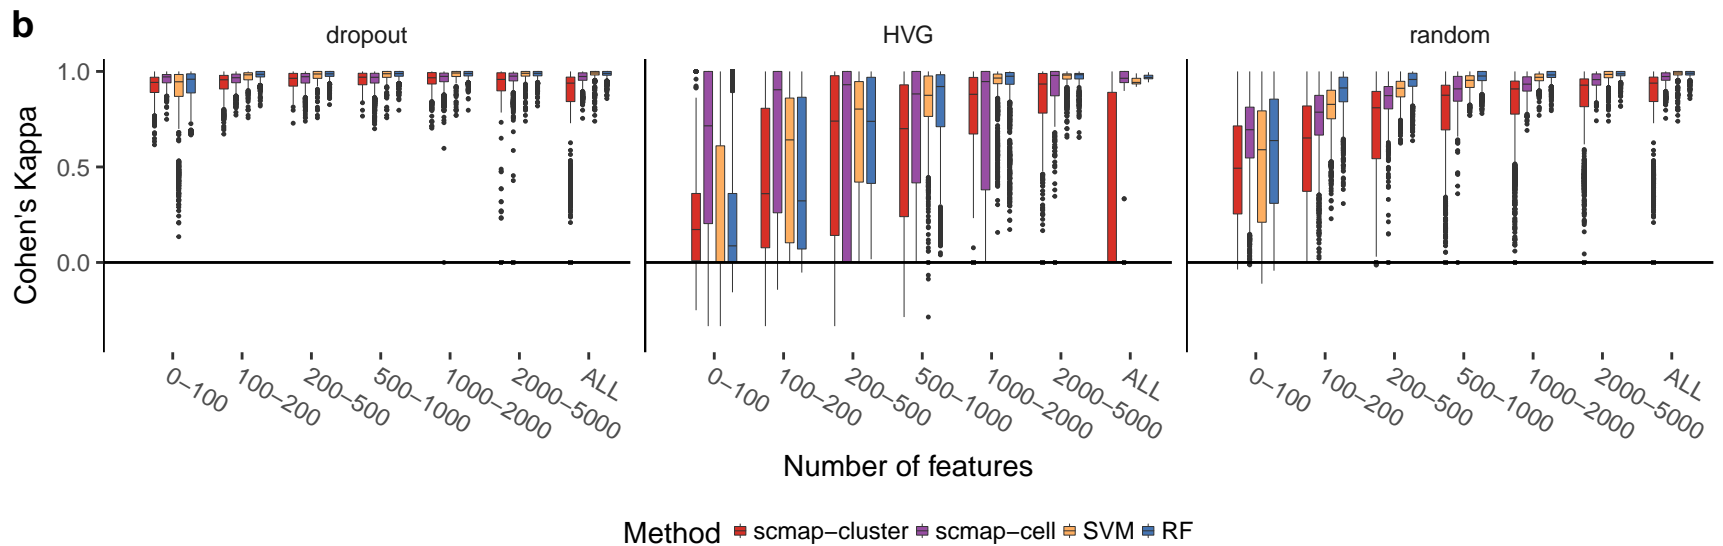 b
dropout
HVG
random
Cohen's Kappa
1.0
0.5
0.0
0−100
100−200
200−500
500−1000
1000−2000
2000−5000
ALL
0−100
100−200
200−500
500−1000
1000−2000
2000−5000
ALL
0−100
100−200
200−500
500−1000
1000−2000
2000−5000
ALL
Number of features
Method scmap−cluster scmap−cell SVM RF